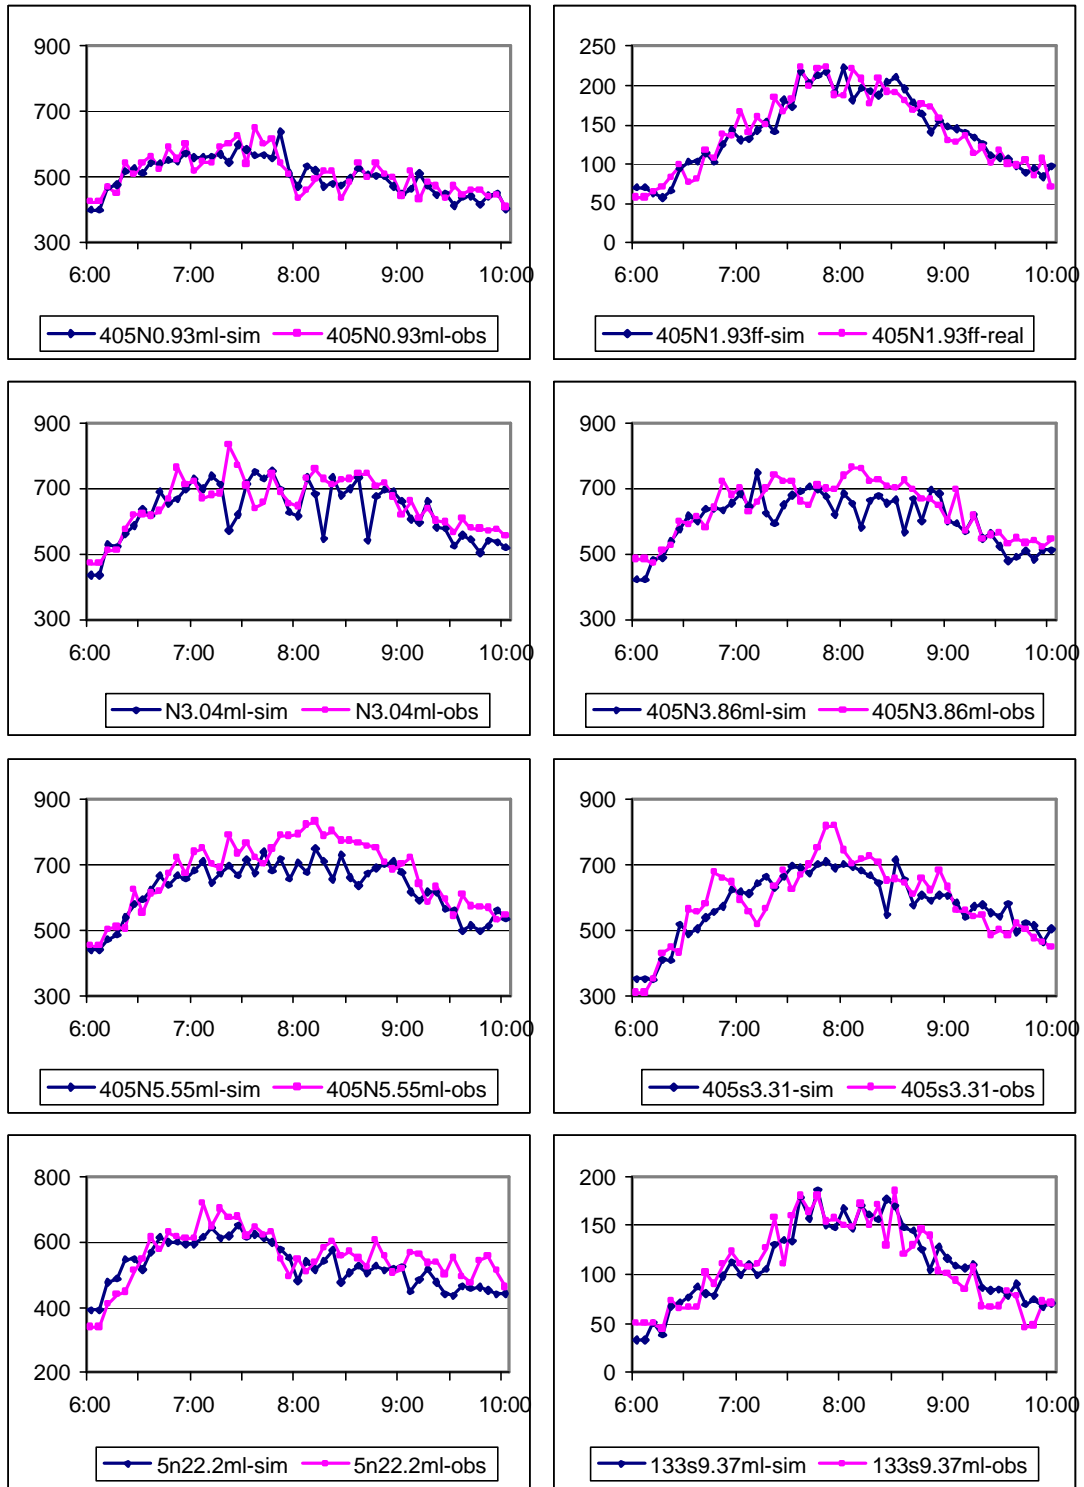 900
700
500
300
6:00 7:00 8:00 9:00 10:00
405N0.93ml-sim 405N0.93ml-obs
250
200
150
100
50
0
6:00 7:00 8:00 9:00 10:00
405N1.93ff-sim 405N1.93ff-real
900
700
500
300
6:00 7:00 8:00 9:00 10:00
N3.04ml-sim N3.04ml-obs
900
700
500
300
6:00 7:00 8:00 9:00 10:00
405N3.86ml-sim 405N3.86ml-obs
900
700
500
300
6:00 7:00 8:00 9:00 10:00
405N5.55ml-sim 405N5.55ml-obs
900
700
500
300
6:00 7:00 8:00 9:00 10:00
405s3.31-sim 405s3.31-obs
800
600
400
200
6:00 7:00 8:00 9:00 10:00
5n22.2ml-sim 5n22.2ml-obs
200
150
100
50
0
6:00 7:00 8:00 9:00 10:00
133s9.37ml-sim 133s9.37ml-obs